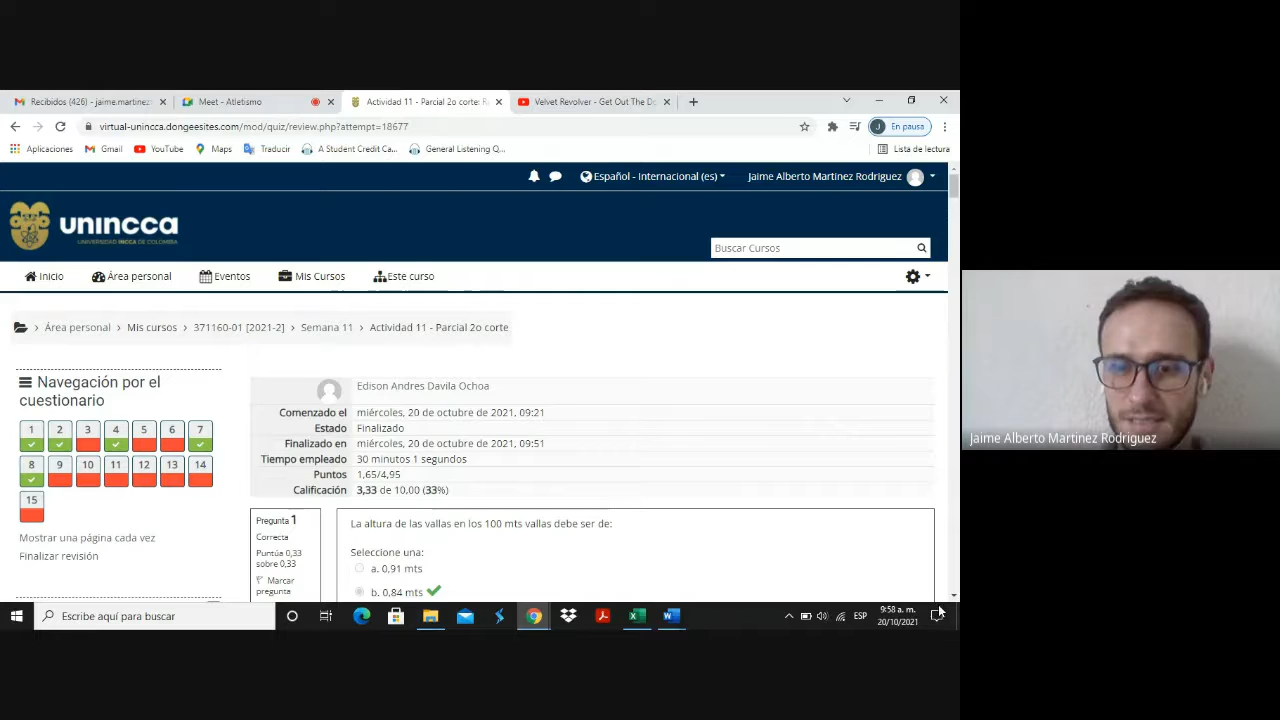 Recibidos (426) - jaime.martinez
Meet - Atletismo
Actividad 11 - Parcial 2o corte: R
Velvet Revolver - Get Out The Do
virtual-unincca.dongeesites.com/mod/quiz/review.php?attempt=18677
J En pausa
Aplicaciones Gmail YouTube Maps Traducir A Student Credit Ca... General Listening Q... Lista de lectura
Español - Internacional (es) Jaime Alberto Martinez Rodriguez
unincca
UNIVERSIDAD INCCA DE COLOMBIA
Buscar Cursos
Inicio Área personal Eventos Mis Cursos Este curso
Área personal > Mis cursos > 371160-01 [2021-2] > Semana 11 > Actividad 11 - Parcial 2o corte
Navegación por el
cuestionario
1 2 3 4 5 6 7
8 9 10 11 12 13 14
15
Mostrar una página cada vez
Finalizar revisión
Edison Andres Davila Ochoa
Comenzado el miércoles, 20 de octubre de 2021, 09:21
Estado Finalizado
Finalizado en miércoles, 20 de octubre de 2021, 09:51
Tiempo empleado 30 minutos 1 segundos
Puntos 1,65/4,95
Calificación 3,33 de 10,00 (33%)
Pregunta 1
Correcta
Puntúa 0,33
sobre 0,33
Marcar
pregunta
La altura de las vallas en los 100 mts vallas debe ser de:
Seleccione una:
a. 0,91 mts
b. 0,84 mts
Escribe aquí para buscar
ESP
9:58 a. m.
20/10/2021
Jaime Alberto Martinez Rodriguez